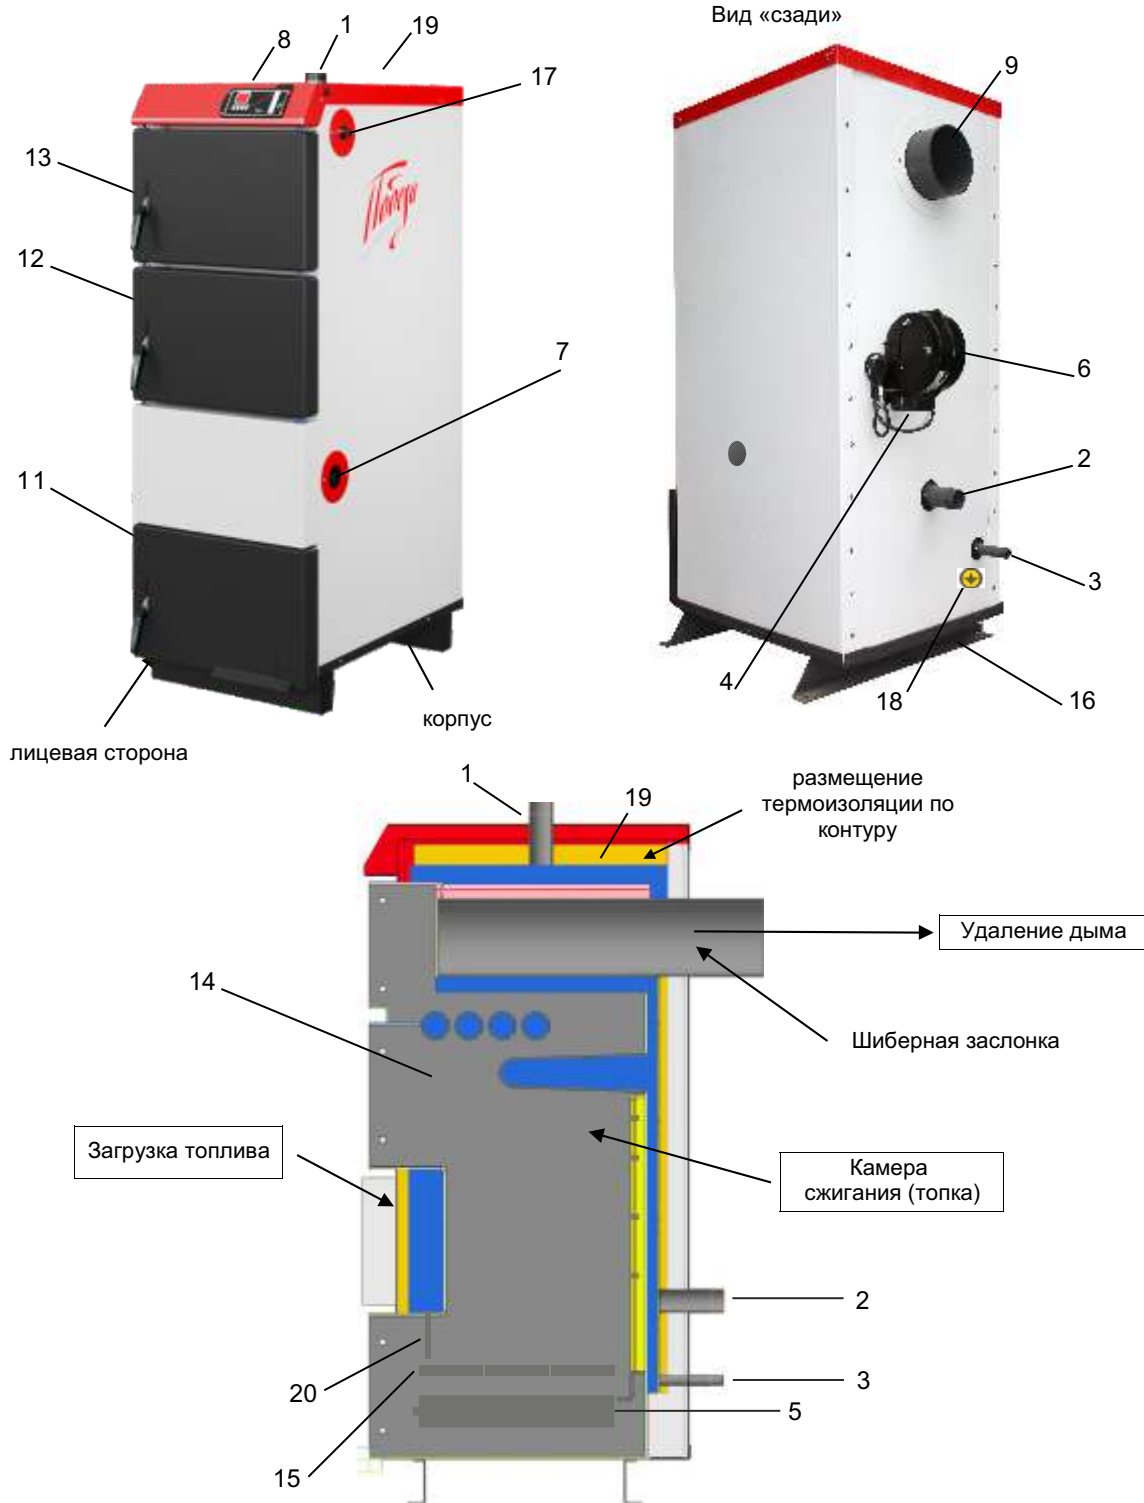 Вид «сзади»
8
1
19
17
9
13
Победа
12
7
6
11
2
3
4
18
16
корпус
лицевая сторона
1
19
размещение
термоизоляции по
контуру
Удаление дыма
14
Шиберная заслонка
Загрузка топлива
Камера
сжигания (топка)
2
20
3
5
15